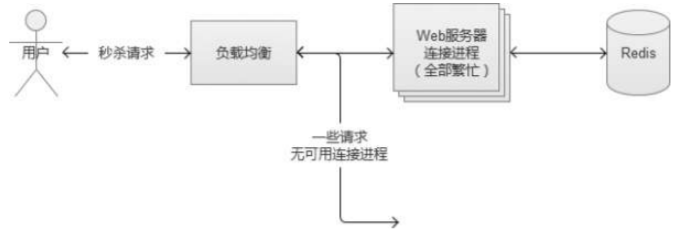 用户
秒杀请求
负载均衡
Web服务器
连接进程
（全部繁忙）
Redis
一些请求
无可用连接进程